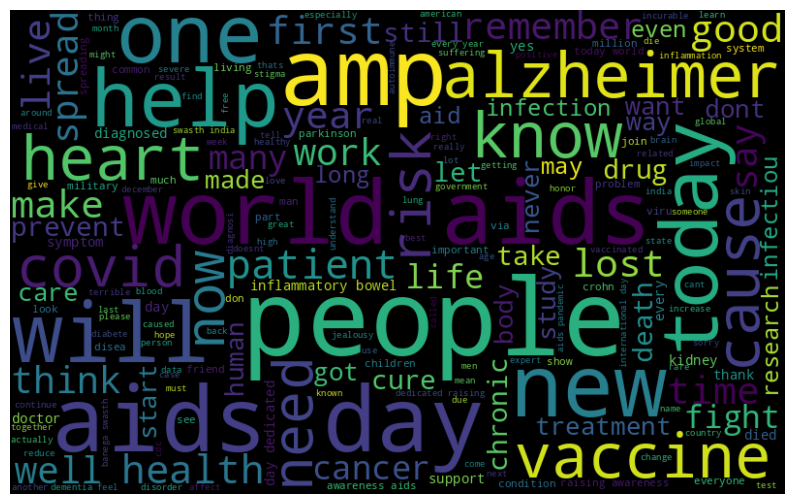 especially
american
thing
month
might
one
first
still
remember
even
good
incurable
learn
die
inflammation
spreading
live
spread
help
amp
alzheimer
every year
suffering
yes
million
today world
system
positive
common
severe
result
living
stigma
thats
autoimmune
year
aid
infection
want
dont
around
medical
diagnosed
find
free
real
swasth india
parkinson
know
way
join
global
say
heart
many
work
risk
let
drug
may
week
tell
healthy
right
really
lot
getting
brain
related
impact
give
military
made
long
never
government
honor
problem
india
skin
someone
make
much
december
love
man
world aids
virus
infectiou
prevent
symptom
part
great
understand
via
state
vaccinated
today
cause
covid
patient
doesnt
high
lung
best
important
age
take
lost
care
terrible
blood
inflammatory bowel
life
study
every
cant
increase
day
don
crohn
body
death
research
will
now
people
look
last
please
diabete
caused
hope
person
back
jealousy
international day
aids pandemic
kidney
sorry
rare
disea
data
use
think
start
human
friend
got
cure
children
men
expert
show
thank
new
time
doctor
must
need
known
mean
dedicated raising
due
chronic
name
continue
see
aids day
together
actually
banega swasth
day dedicated
treatment
died
country
fight
reduce
cdc
cancer
support
come
next
condition
raising awareness
change
everyone
vaccine
well health
another
dementia feel
disorder
affect
awareness aids
test